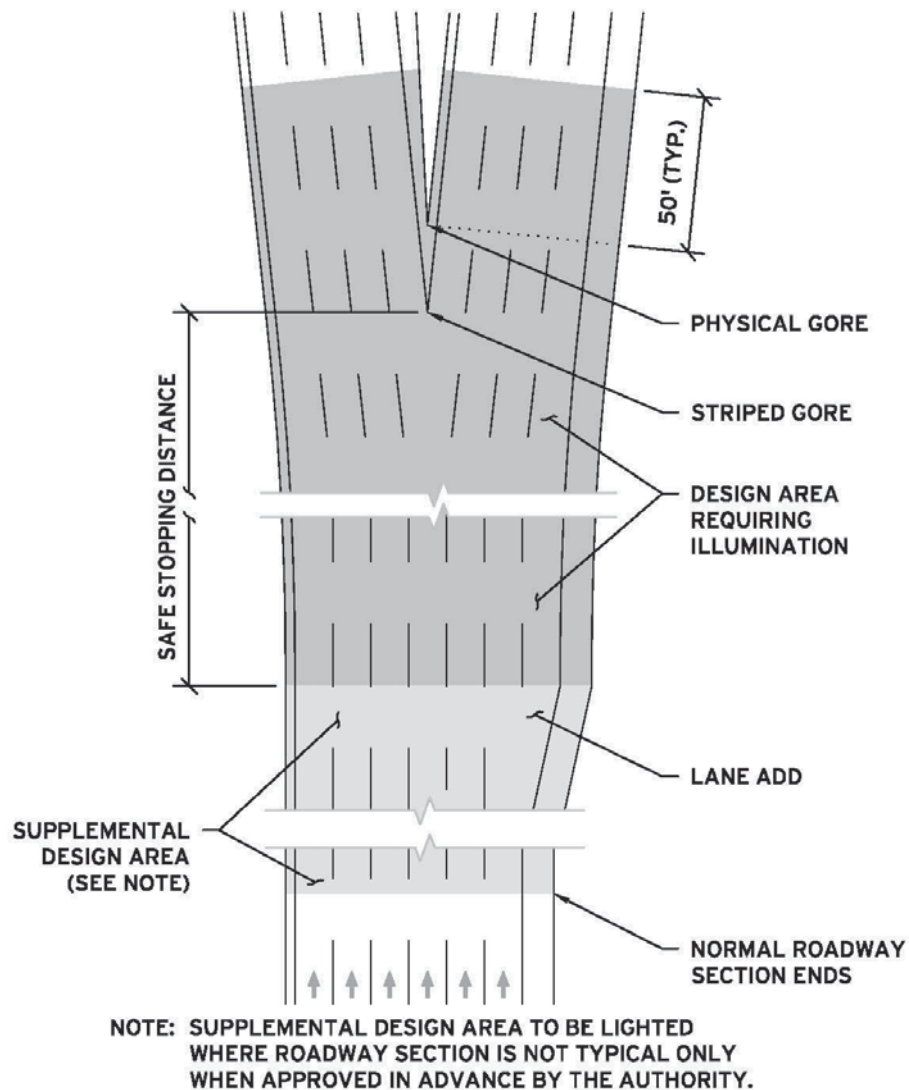 50' (TYP.)
PHYSICAL GORE
STRIPED GORE
SAFE STOPPING DISTANCE
DESIGN AREA
REQUIRING
ILLUMINATION
LANE ADD
SUPPLEMENTAL
DESIGN AREA
(SEE NOTE)
NORMAL ROADWAY
SECTION ENDS
NOTE: SUPPLEMENTAL DESIGN AREA TO BE LIGHTED
WHERE ROADWAY SECTION IS NOT TYPICAL ONLY
WHEN APPROVED IN ADVANCE BY THE AUTHORITY.